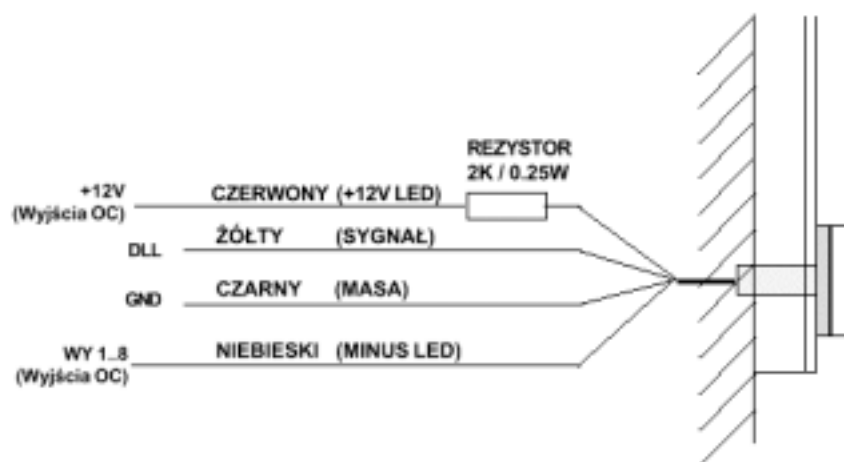 REZYSTOR
2K / 0.25W
+12V
(Wyjścia OC)
CZERWONY (+12V LED)
DLL
ŻÓŁTY (SYGNAŁ)
GND
CZARNY (MASA)
WY 1..8
(Wyjścia OC)
NIEBIESKI (MINUS LED)